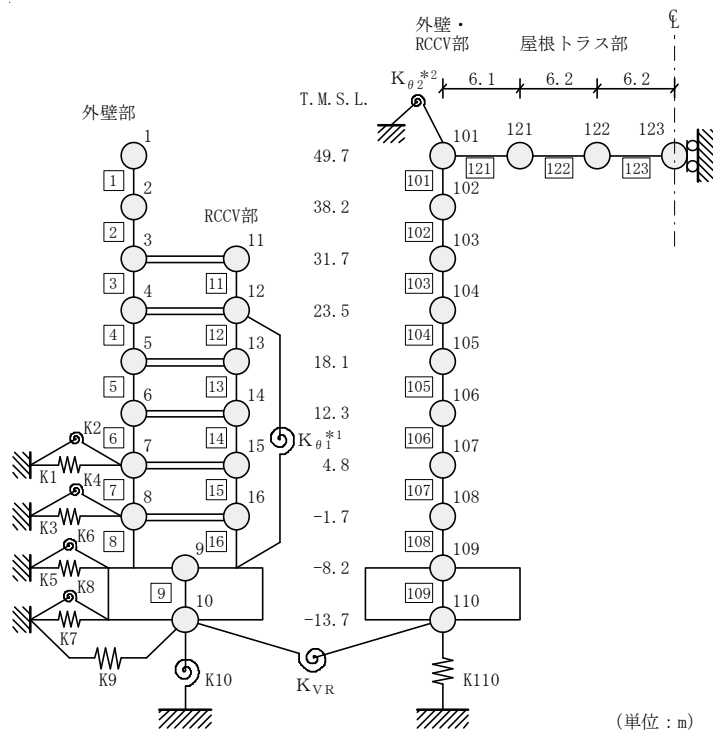 外壁・
RCCV部
屋根トラス部
℄
Kθ2*2
6.1 6.2 6.2
T.M.S.L.
外壁部
1
101 121 122 123
49.7
1
101
121 122 123
2
38.2
102
2
RCCV部
102
3 11
31.7
103
3 11
103
4 12
23.5
104
4 12
104
5 13
18.1
105
5 13
105
6 14
12.3
106
K2
6 14
Kθ1*1
106
7 15
4.8
107
K1 K4
7 15
107
8 16
-1.7
108
K3 K6
8 16
108
9
-8.2
109
K5 K8
9
109
10
-13.7
110
K7
K9 K10
KVR
K110
(単位：m)